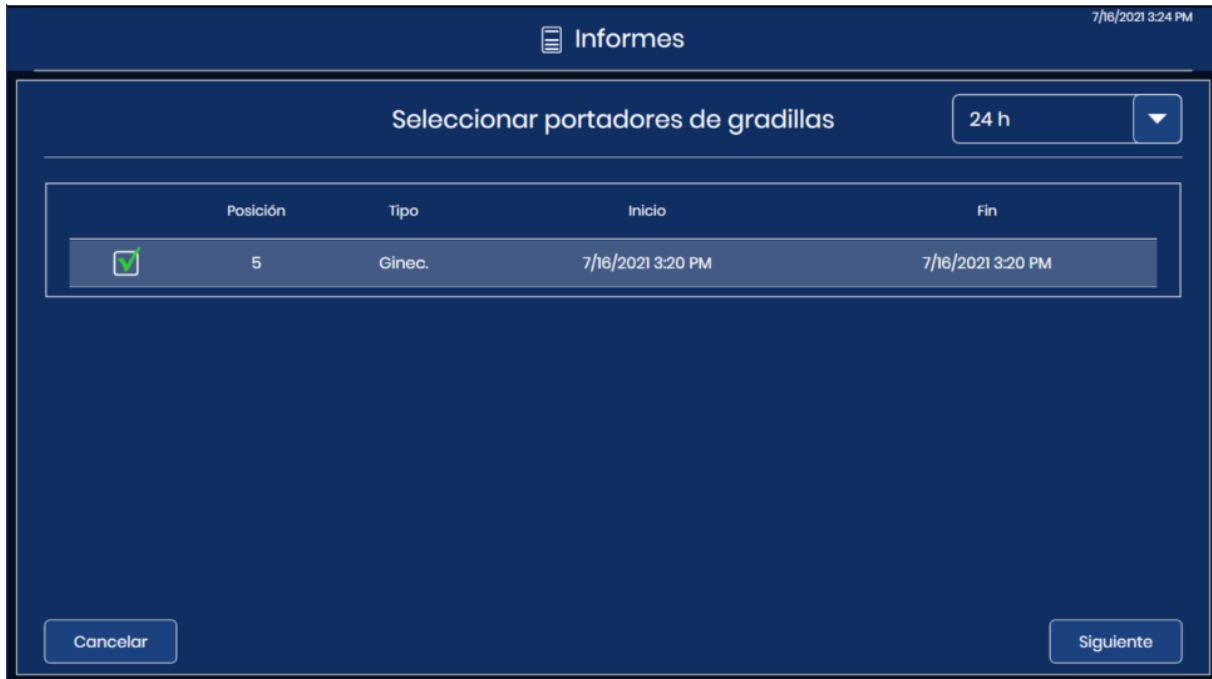 7/16/2021 3:24 PM
Informes
Seleccionar portadores de gradillas
24 h
Posición Tipo Inicio Fin
5 Ginec. 7/16/2021 3:20 PM 7/16/2021 3:20 PM
Cancelar Siguiente